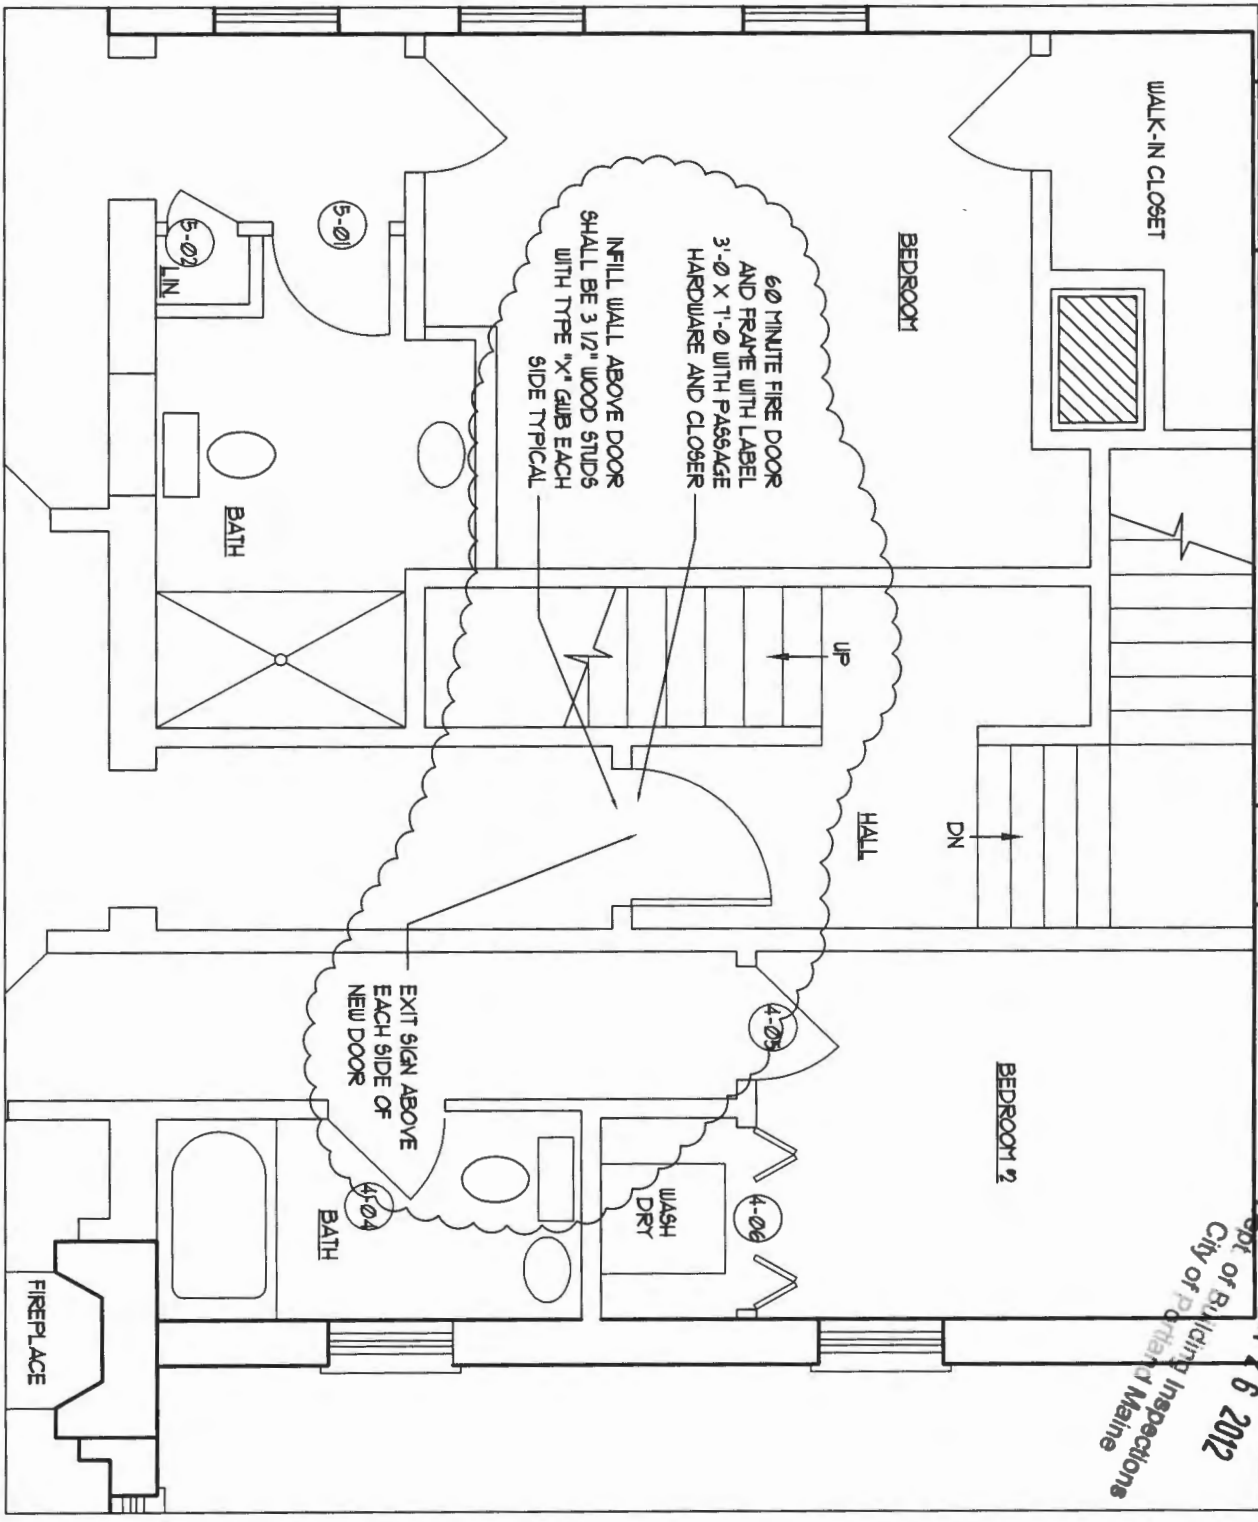 WALK-IN CLOSET
BEDROOM
60 MINUTE FIRE DOOR
AND FRAME WITH LABEL
3'-0 X 7'-0 WITH PASSAGE
HARDWARE AND CLOSER
INFILL WALL ABOVE DOOR
SHALL BE 3 1/2" WOOD STUDS
WITH TYPE "X" GWB EACH
SIDE TYPICAL
5-01
5-02
LIN.
BATH
UP
HALL
DN
EXIT SIGN ABOVE
EACH SIDE OF
NEW DOOR
4-05
BEDROOM 2
4-06
WASH
DRY
4-04
BATH
FIREPLACE
6 2012
of Building Inspections
City of Portland Maine